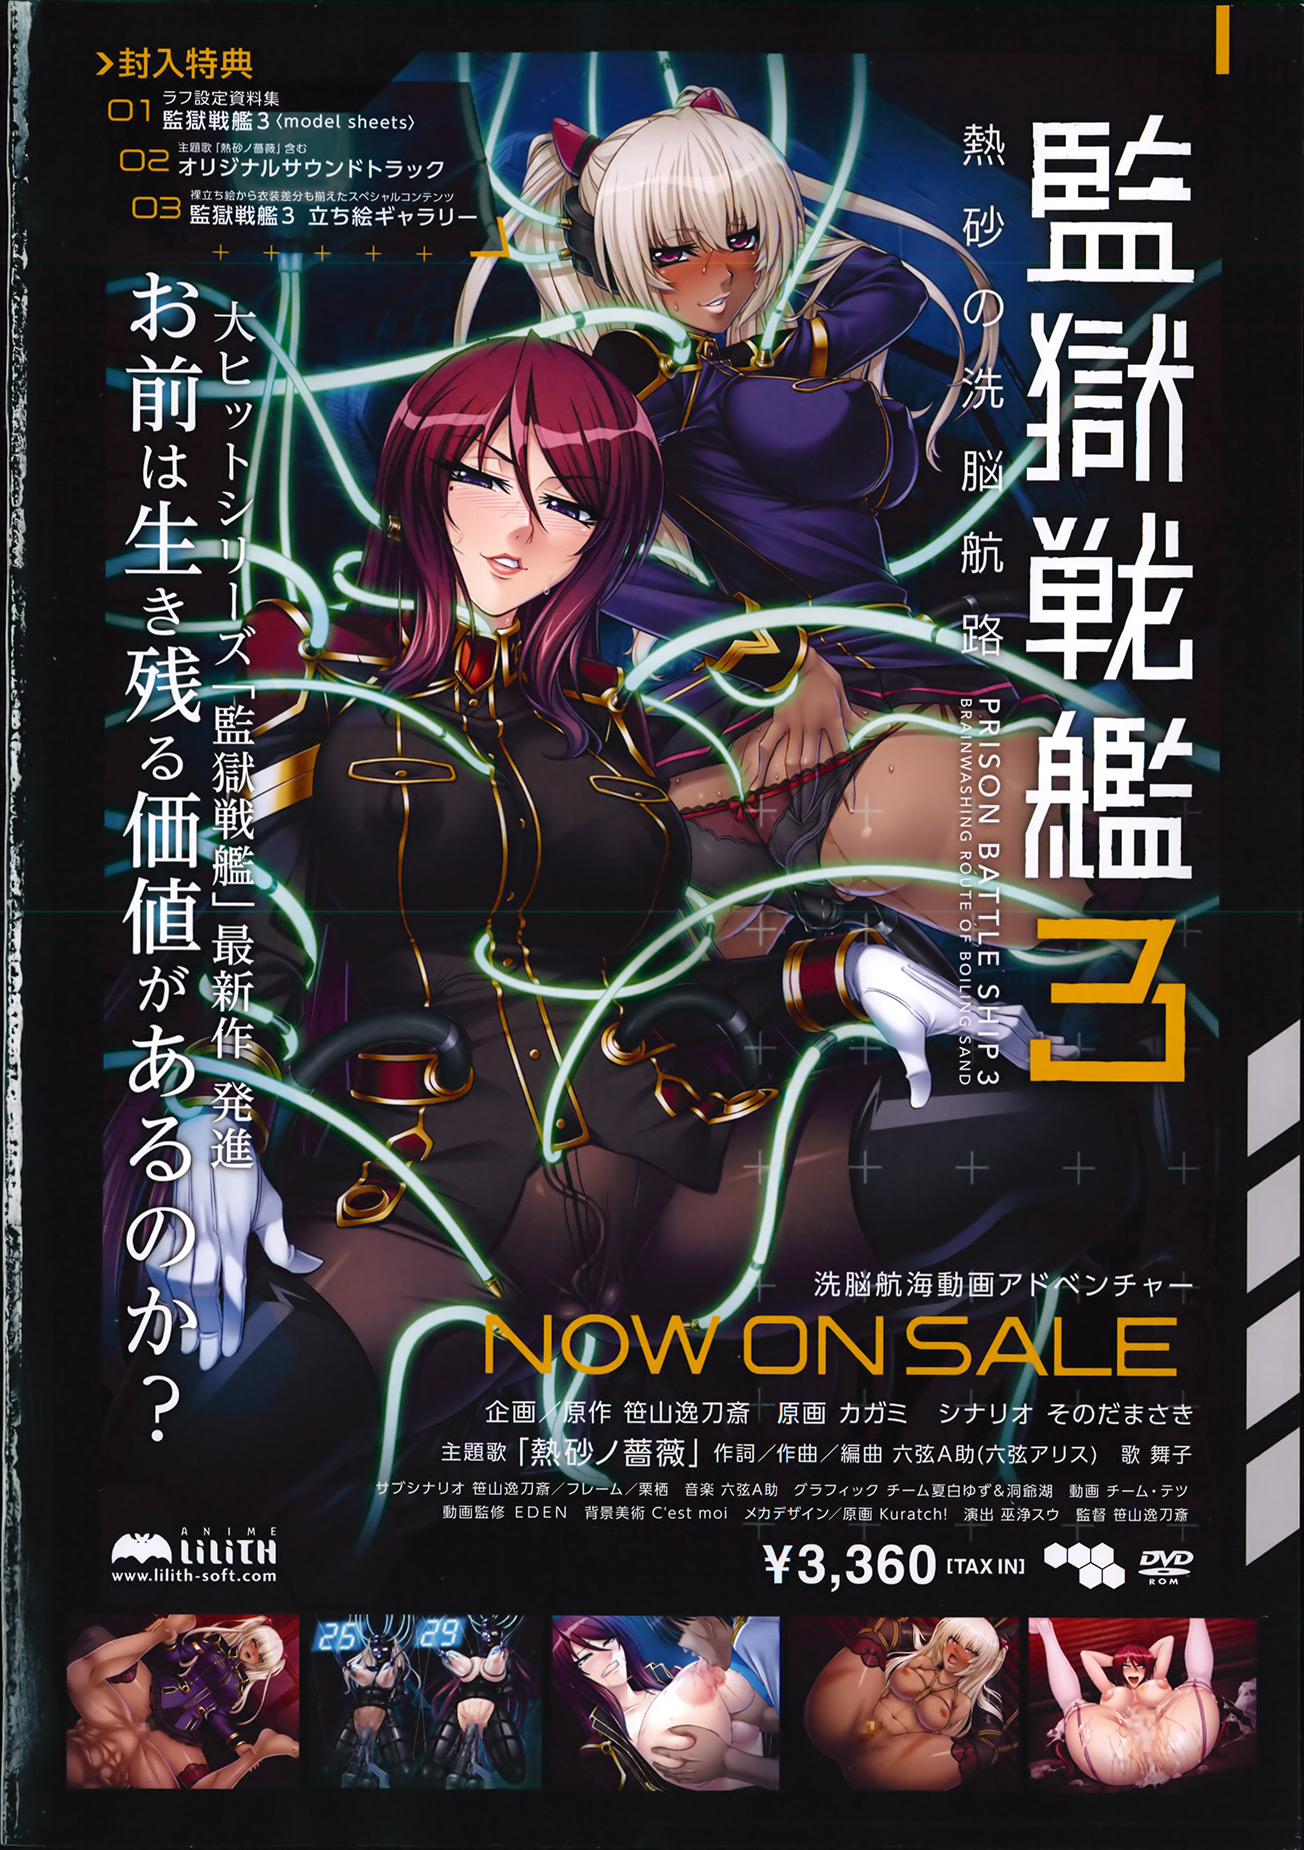 封入特典
01 ラフ設定資料集
監獄戦艦3〈model sheets〉
02 主題歌「熱砂ノ薔薇」含む
オリジナルサウンドトラック
03 裸立ち絵から衣装差分も揃えたスペシャルコンテンツ
監獄戦艦3 立ち絵ギャラリー
監獄戦艦3
熱砂の洗脳航路
PRISON BATTLE SHIP 3
BRAINWASHING ROUTE OF BOILING SAND
大ヒットシリーズ「監獄戦艦」最新作 発進
お前は生き残る価値があるのか?
洗脳航海動画アドベンチャー
NOW ON SALE
企画/原作 笹山逸刀斎 原画 カガミ シナリオ そのだまさき
主題歌「熱砂ノ薔薇」作詞/作曲/編曲 六弦A助(六弦アリス) 歌 舞子
サブシナリオ 笹山逸刀斎/フレーム/栗栖 音楽 六弦A助 グラフィック チーム夏白ゆず&洞爺湖 動画 チーム・テツ
動画監修 EDEN 背景美術 C'est moi メカデザイン/原画 Kuratch! 演出 巫浄スウ 監督 笹山逸刀斎
ANIME
LiLiTH
www.lilith-soft.com
¥3,360 [TAX IN]
DVD
ROM
26 29